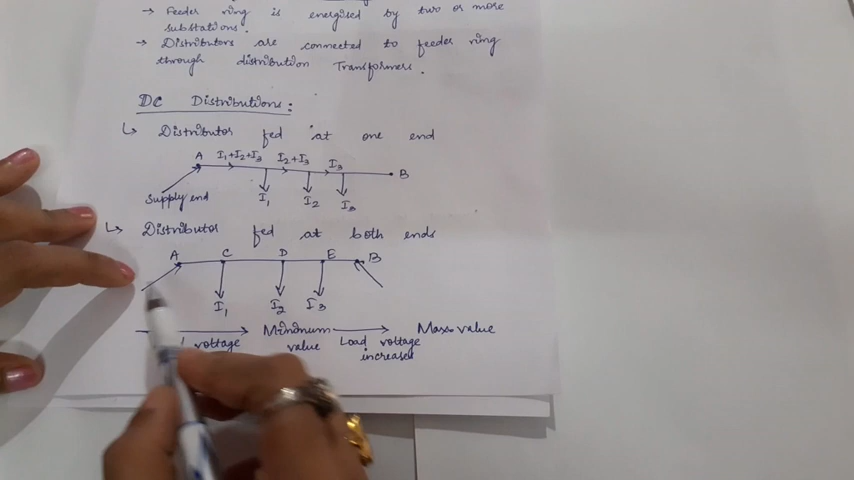 → Feeder ring is energised by two or more
substations.
→ Distributors are connected to feeder ring
through distribution Transformers.
DC Distributions:
↳ Distributor fed at one end
A I1+I2+I3 I2+I3 I3 B
Supply end I1 I2 I3
↳ Distributor fed at both ends
A C D E B
I1 I2 I3
Minimum Max value
voltage value Load voltage
increases